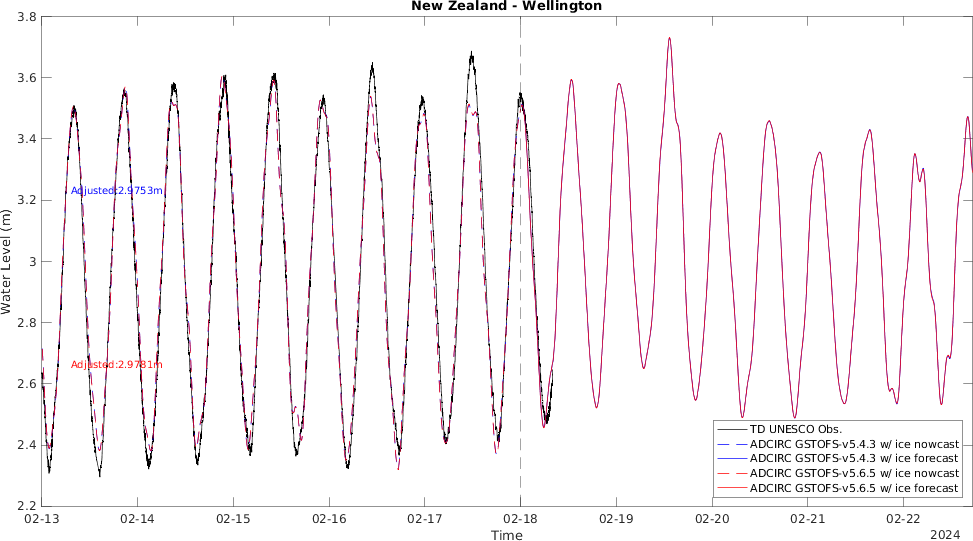 New Zealand - Wellington
3.8
3.6
3.4
3.2
3
2.8
2.6
2.4
2.2
Water Level (m)
Adjusted:2.9753m
Adjusted:2.9781m
TD UNESCO Obs.
ADCIRC GSTOFS-v5.4.3 w/ ice nowcast
ADCIRC GSTOFS-v5.4.3 w/ ice forecast
ADCIRC GSTOFS-v5.6.5 w/ ice nowcast
ADCIRC GSTOFS-v5.6.5 w/ ice forecast
02-13 02-14 02-15 02-16 02-17 02-18 02-19 02-20 02-21 02-22
Time
2024